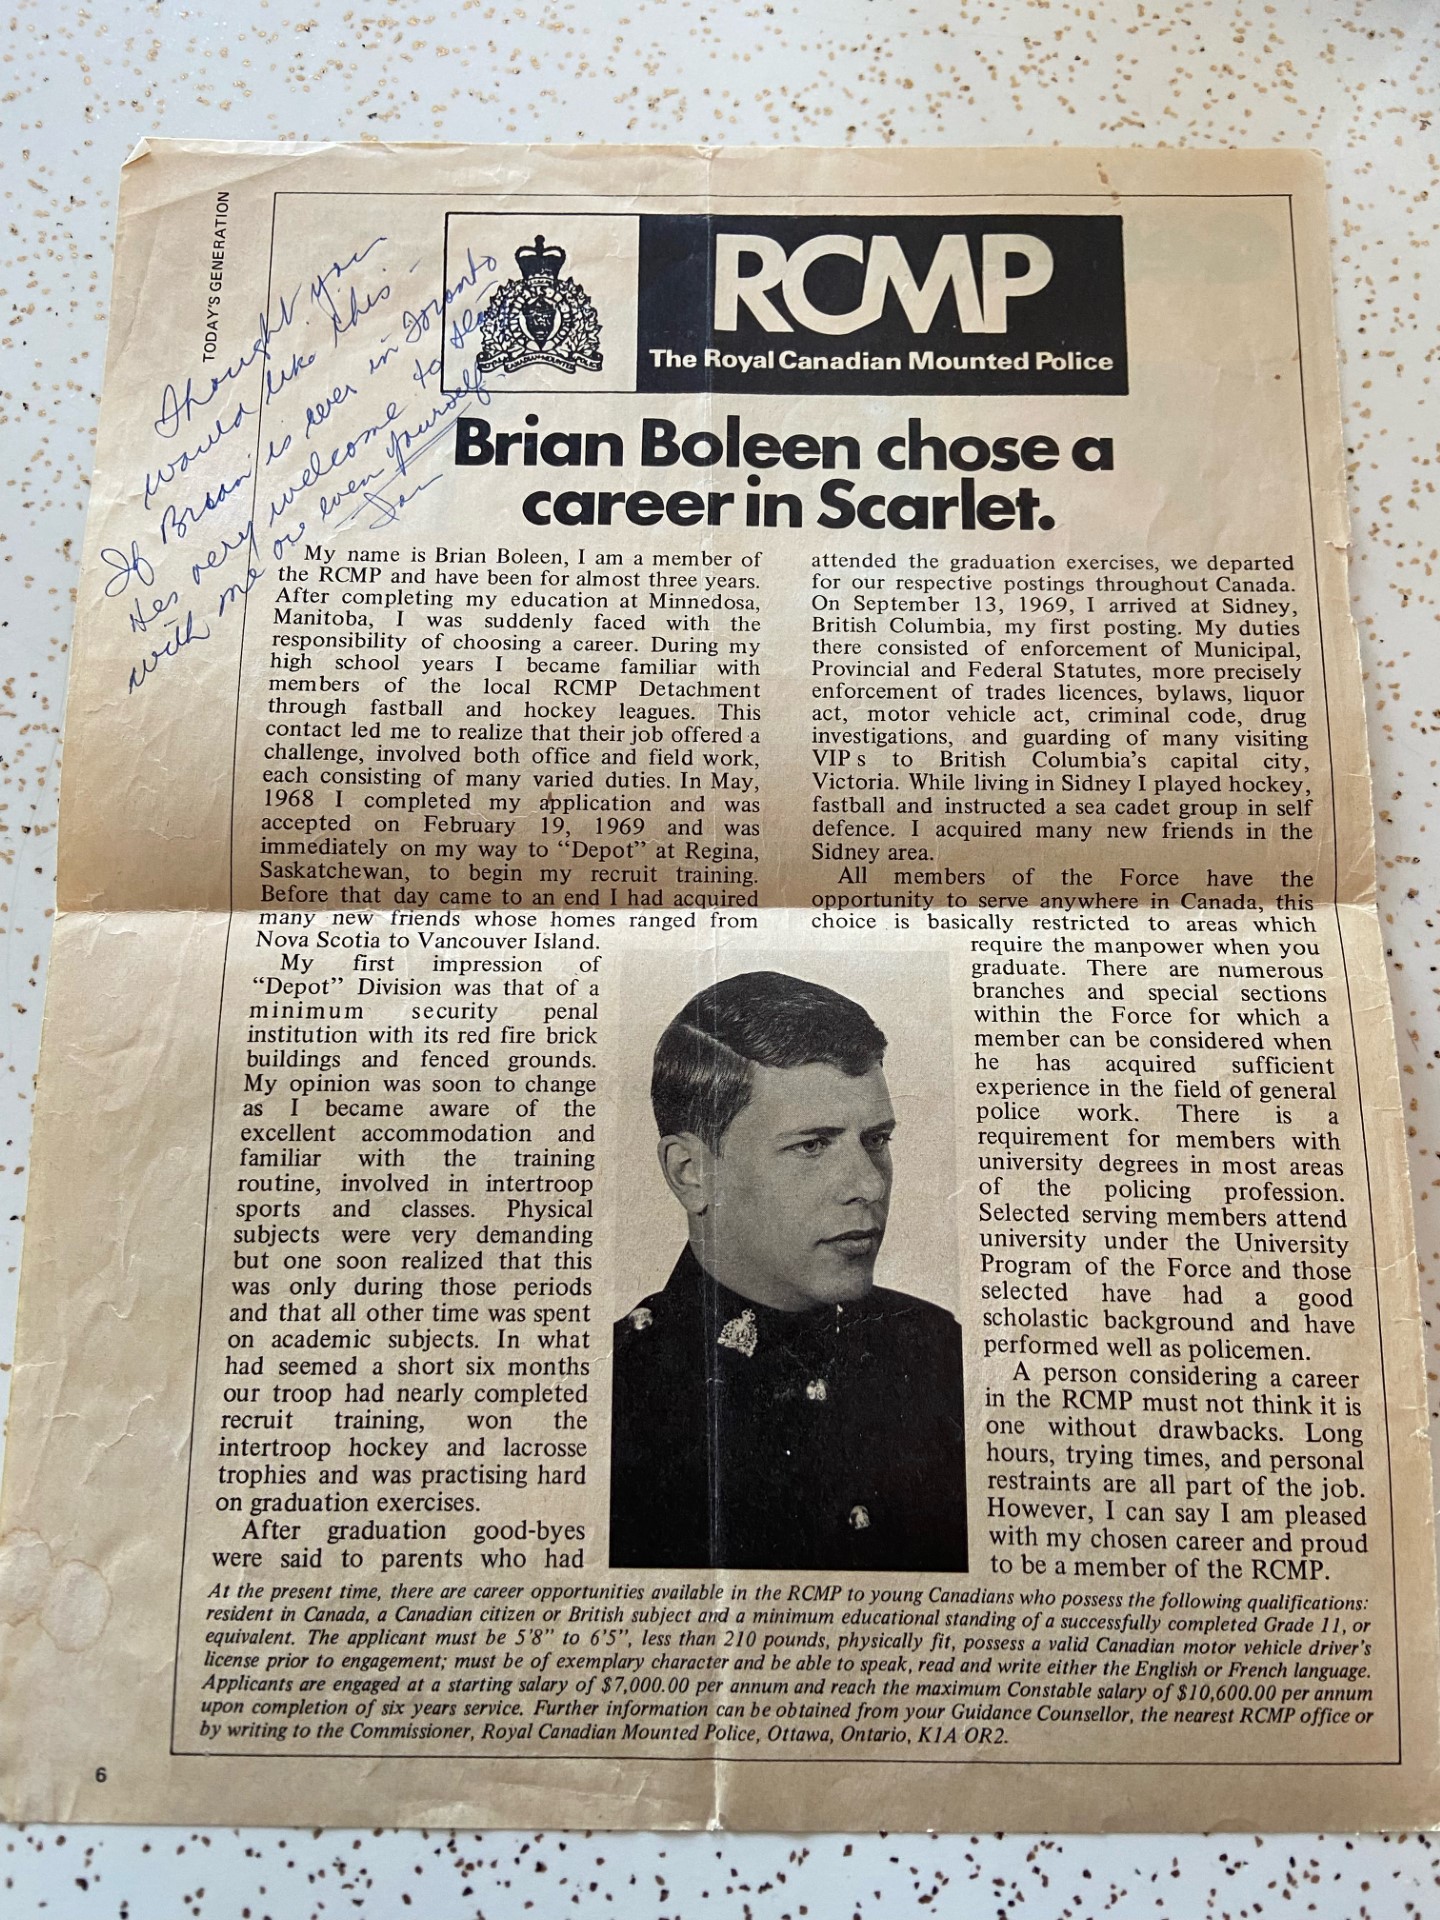 TODAY'S GENERATION
Thought you
would like this -
If Brian is ever in Toronto
He's very welcome to stay
with me or even yourself.
RCMP
The Royal Canadian Mounted Police
Brian Boleen chose a
career in Scarlet.
My name is Brian Boleen, I am a member of
the RCMP and have been for almost three years.
After completing my education at Minnedosa,
Manitoba, I was suddenly faced with the
responsibility of choosing a career. During my
high school years I became familiar with
members of the local RCMP Detachment
through fastball and hockey leagues. This
contact led me to realize that their job offered a
challenge, involved both office and field work,
each consisting of many varied duties. In May,
1968 I completed my application and was
accepted on February 19, 1969 and was
immediately on my way to "Depot" at Regina,
Saskatchewan, to begin my recruit training.
Before that day came to an end I had acquired
many new friends whose homes ranged from
Nova Scotia to Vancouver Island.
My first impression of
"Depot" Division was that of a
minimum security penal
institution with its red fire brick
buildings and fenced grounds.
My opinion was soon to change
as I became aware of the
excellent accommodation and
familiar with the training
routine, involved in intertroop
sports and classes. Physical
subjects were very demanding
but one soon realized that this
was only during those periods
and that all other time was spent
on academic subjects. In what
had seemed a short six months
our troop had nearly completed
recruit training, won the
intertroop hockey and lacrosse
trophies and was practising hard
on graduation exercises.
After graduation good-byes
were said to parents who had
attended the graduation exercises, we departed
for our respective postings throughout Canada.
On September 13, 1969, I arrived at Sidney,
British Columbia, my first posting. My duties
there consisted of enforcement of Municipal,
Provincial and Federal Statutes, more precisely
enforcement of trades licences, bylaws, liquor
act, motor vehicle act, criminal code, drug
investigations, and guarding of many visiting
VIP s to British Columbia's capital city,
Victoria. While living in Sidney I played hockey,
fastball and instructed a sea cadet group in self
defence. I acquired many new friends in the
Sidney area.
All members of the Force have the
opportunity to serve anywhere in Canada, this
choice is basically restricted to areas which
require the manpower when you
graduate. There are numerous
branches and special sections
within the Force for which a
member can be considered when
he has acquired sufficient
experience in the field of general
police work. There is a
requirement for members with
university degrees in most areas
of the policing profession.
Selected serving members attend
university under the University
Program of the Force and those
selected have had a good
scholastic background and have
performed well as policemen.
A person considering a career
in the RCMP must not think it is
one without drawbacks. Long
hours, trying times, and personal
restraints are all part of the job.
However, I can say I am pleased
with my chosen career and proud
to be a member of the RCMP.
At the present time, there are career opportunities available in the RCMP to young Canadians who possess the following qualifications:
resident in Canada, a Canadian citizen or British subject and a minimum educational standing of a successfully completed Grade 11, or
equivalent. The applicant must be 5'8" to 6'5", less than 210 pounds, physically fit, possess a valid Canadian motor vehicle driver's
license prior to engagement; must be of exemplary character and be able to speak, read and write either the English or French language.
Applicants are engaged at a starting salary of $7,000.00 per annum and reach the maximum Constable salary of $10,600.00 per annum
upon completion of six years service. Further information can be obtained from your Guidance Counsellor, the nearest RCMP office or
by writing to the Commissioner, Royal Canadian Mounted Police, Ottawa, Ontario, K1A OR2.
6